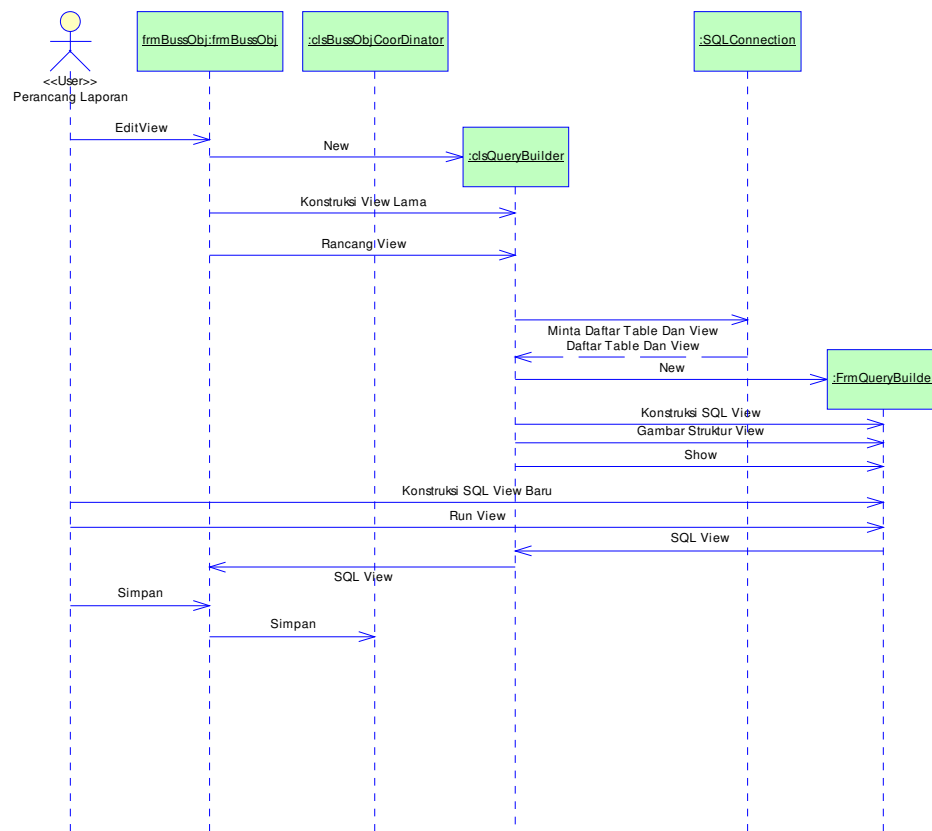 frmBussObj:frmBussObj
:clsBussObjCoorDinator
:SQLConnection
<<User>>
Perancang Laporan
EditView
New
:clsQueryBuilder
Konstruksi View Lama
Rancang View
Minta Daftar Table Dan View
Daftar Table Dan View
New
:FrmQueryBuilder
Konstruksi SQL View
Gambar Struktur View
Show
Konstruksi SQL View Baru
Run View
SQL View
SQL View
Simpan
Simpan